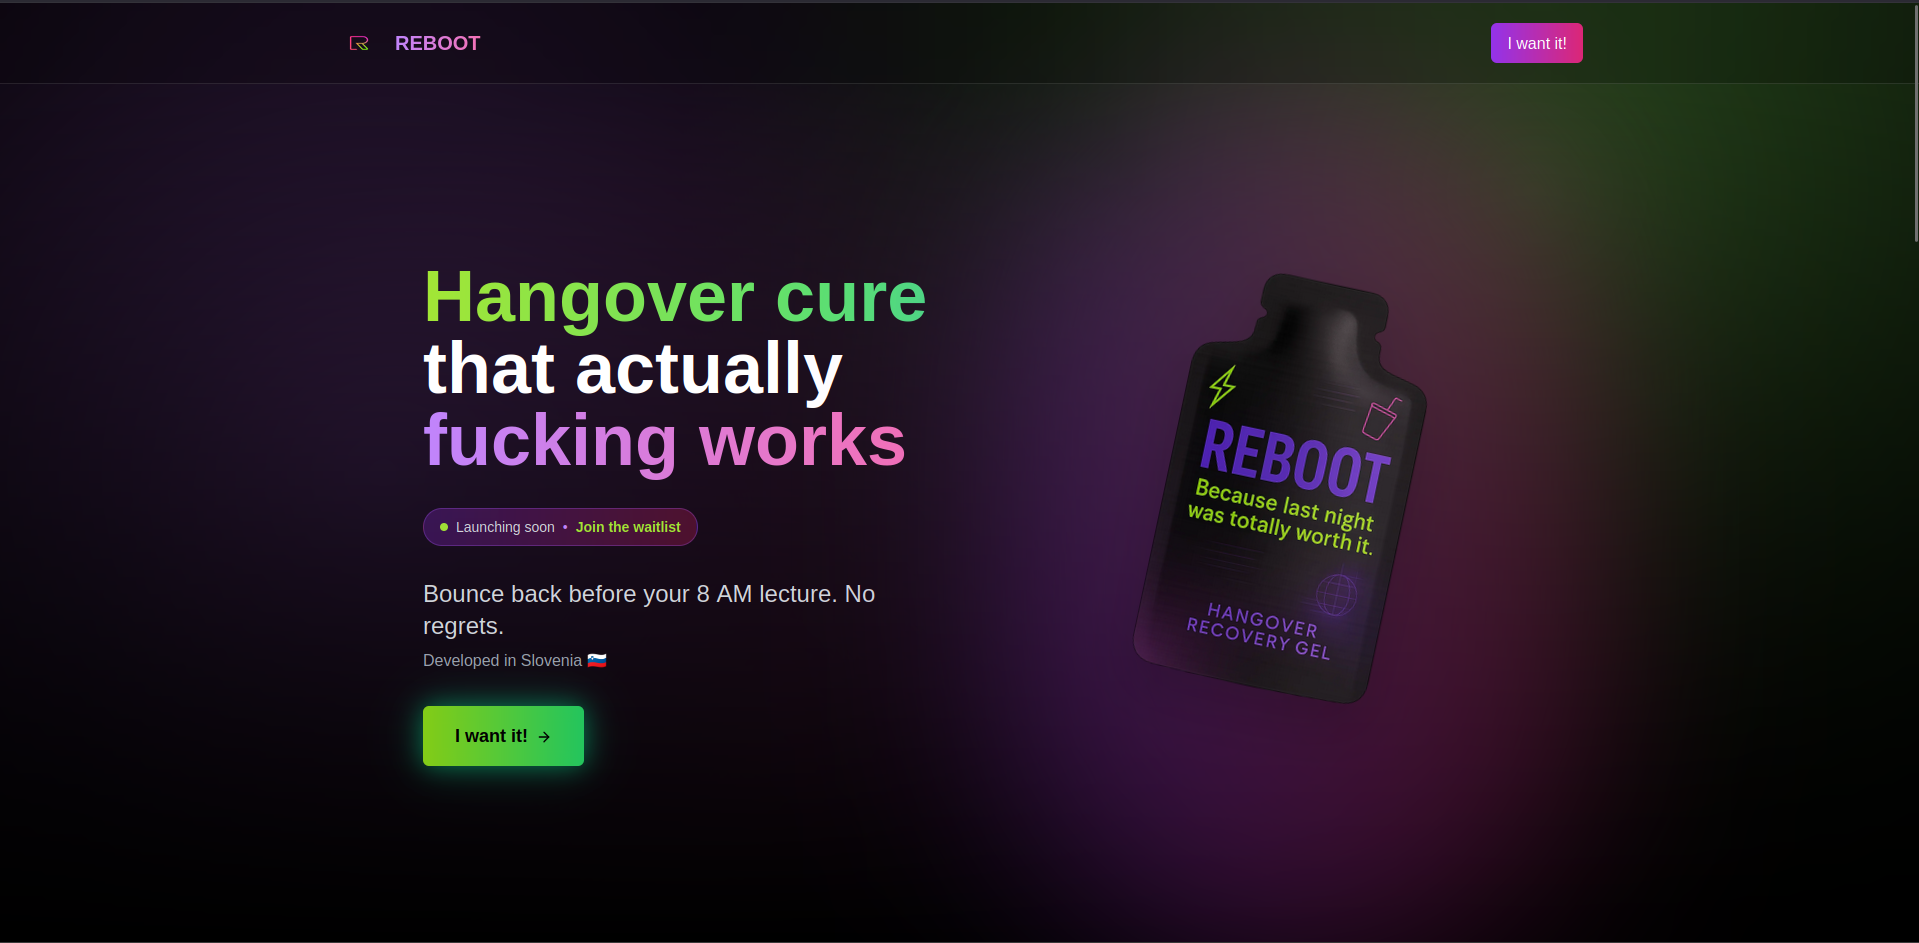 REBOOT
I want it!
Hangover cure
that actually
fucking works
Launching soon • Join the waitlist
Bounce back before your 8 AM lecture. No
regrets.
Developed in Slovenia 🇸🇮
I want it! →
REBOOT
Because last night
was totally worth it.
HANGOVER
RECOVERY GEL